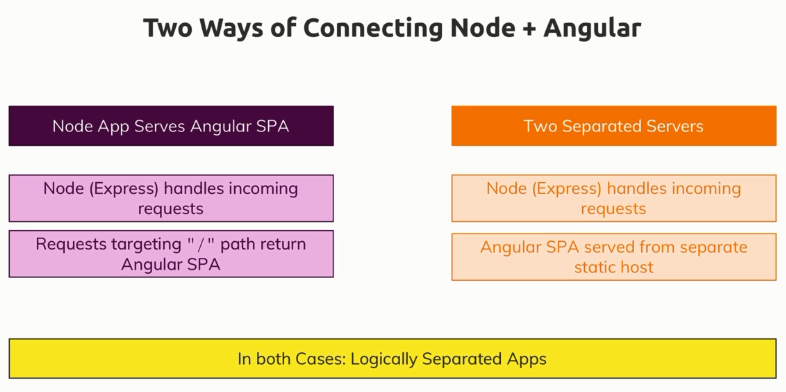 Two Ways of Connecting Node + Angular
Node App Serves Angular SPA
Node (Express) handles incoming
requests
Requests targeting "/" path return
Angular SPA
Two Separated Servers
Node (Express) handles incoming
requests
Angular SPA served from separate
static host
In both Cases: Logically Separated Apps